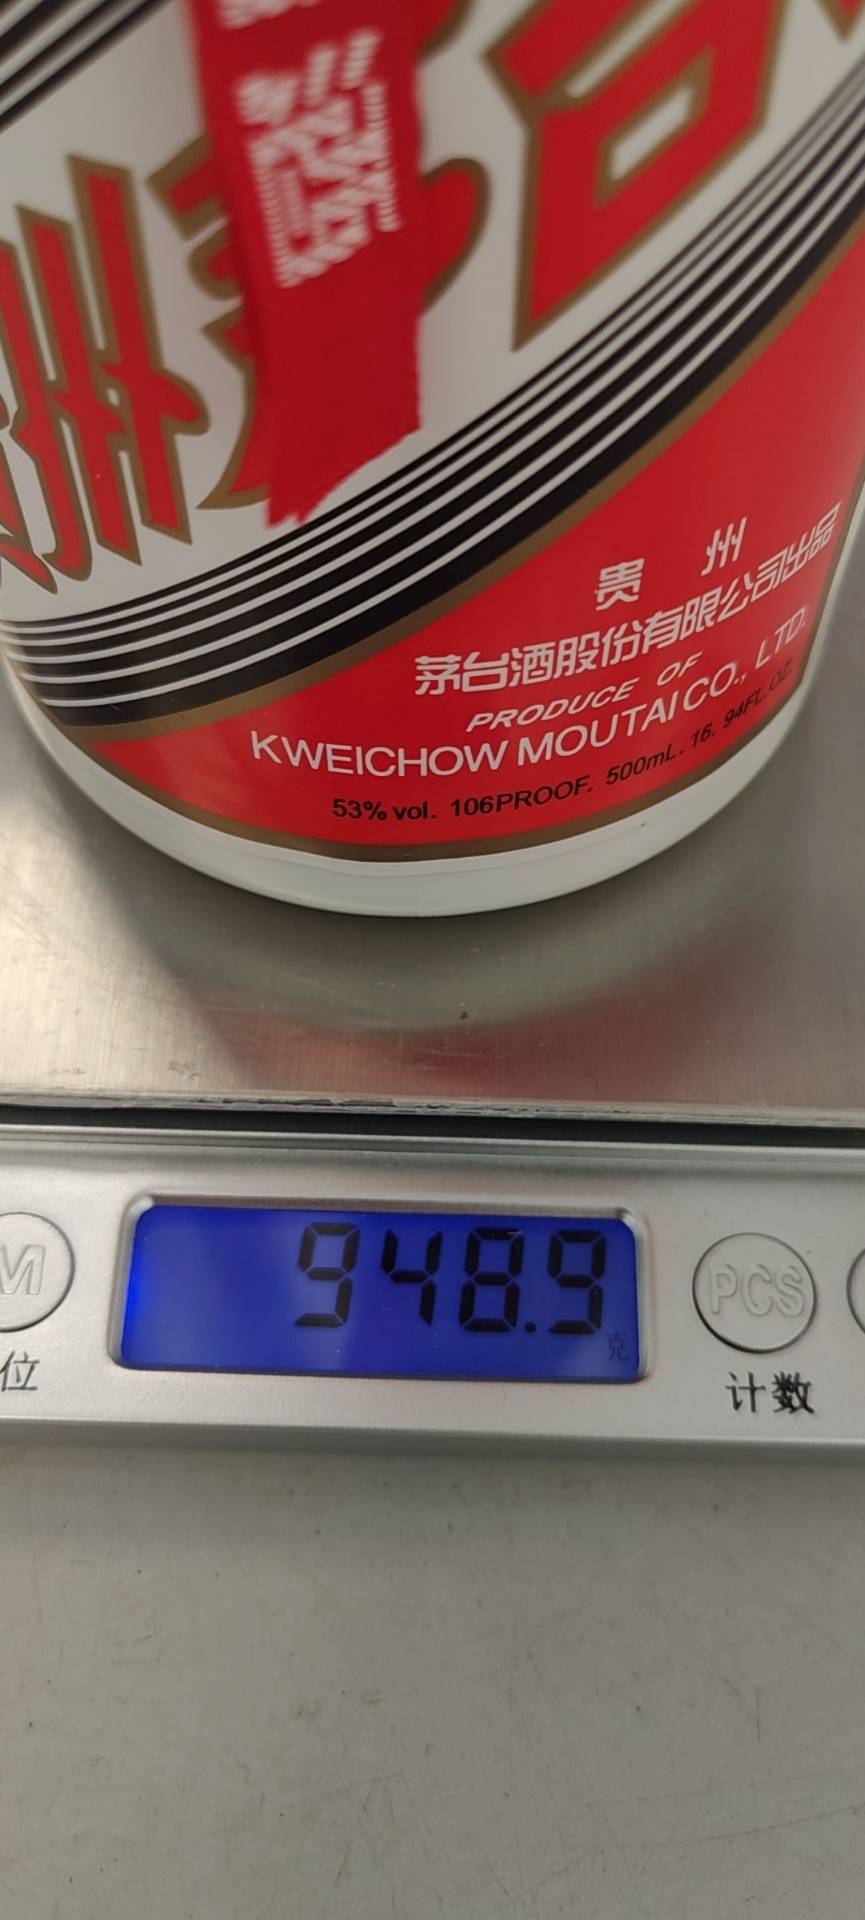 贵州
茅台酒股份有限公司出品
PRODUCE OF
KWEICHOW MOUTAI CO., LTD.
53% vol. 106PROOF. 500mL. 16. 94FL. OZ.
948.9
克
M
PCS
位
计数